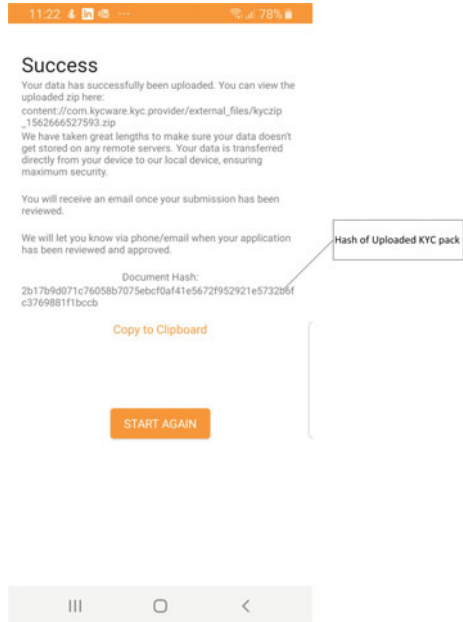 11:22 in ...
78%
Success
Your data has successfully been uploaded. You can view the
uploaded zip here:
content://com.kycware.kyc.provider/external_files/kyczip
_1562666527593.zip
We have taken great lengths to make sure your data doesn't
get stored on any remote servers. Your data is transferred
directly from your device to our local device, ensuring
maximum security.
You will receive an email once your submission has been
reviewed.
We will let you know via phone/email when your application
has been reviewed and approved.
Hash of Uploaded KYC pack
Document Hash:
2b17b9d071c76058b7075ebcf0af41e5672f952921e5732b6f
c3769881f1bccb
Copy to Clipboard
START AGAIN